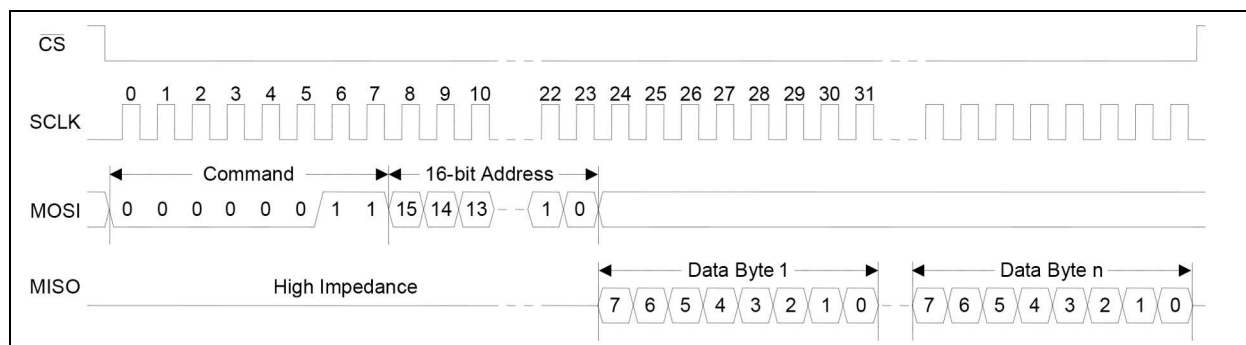 CS
0 1 2 3 4 5 6 7 8 9 10 22 23 24 25 26 27 28 29 30 31
SCLK
Command 16-bit Address
MOSI 0 0 0 0 0 0 1 1 15 14 13 1 0
Data Byte 1 Data Byte n
MISO High Impedance
7 6 5 4 3 2 1 0 7 6 5 4 3 2 1 0